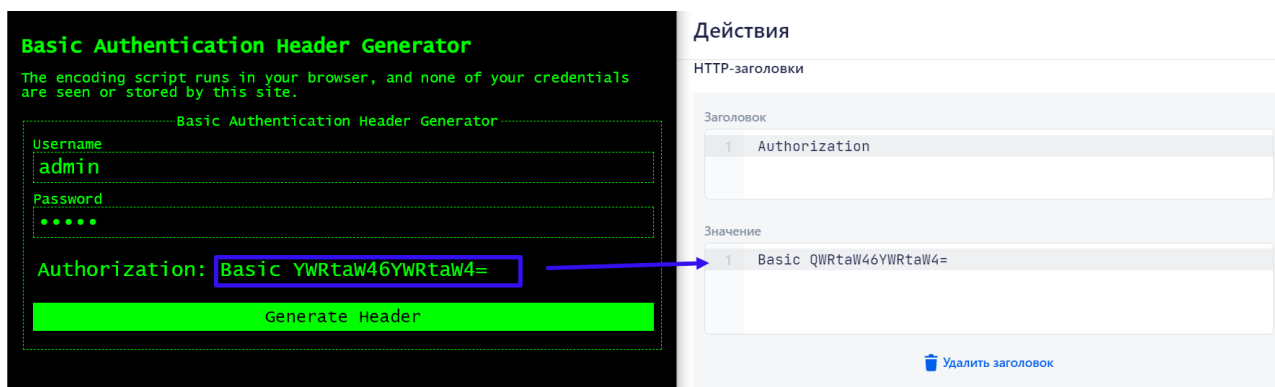 Basic Authentication Header Generator
The encoding script runs in your browser, and none of your credentials
are seen or stored by this site.
Basic Authentication Header Generator
Username
admin
Password
•••••
Authorization: Basic YWRtaW46YWRtaW4=
Generate Header
Действия
HTTP-заголовки
Заголовок
1 Authorization
Значение
1 Basic QWRtaW46YWRtaW4=
Удалить заголовок